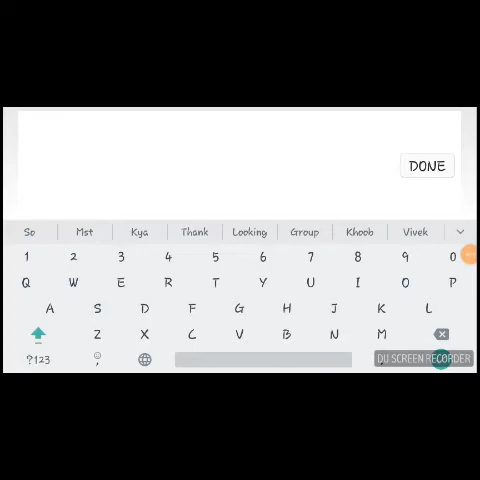 DONE
So Mst Kya Thank Looking Group Khoob Vivek
1 2 3 4 5 6 7 8 9 0
Q W E R T Y U I O P
A S D F G H J K L
Z X C V B N M
?123 , DU SCREEN RECORDER